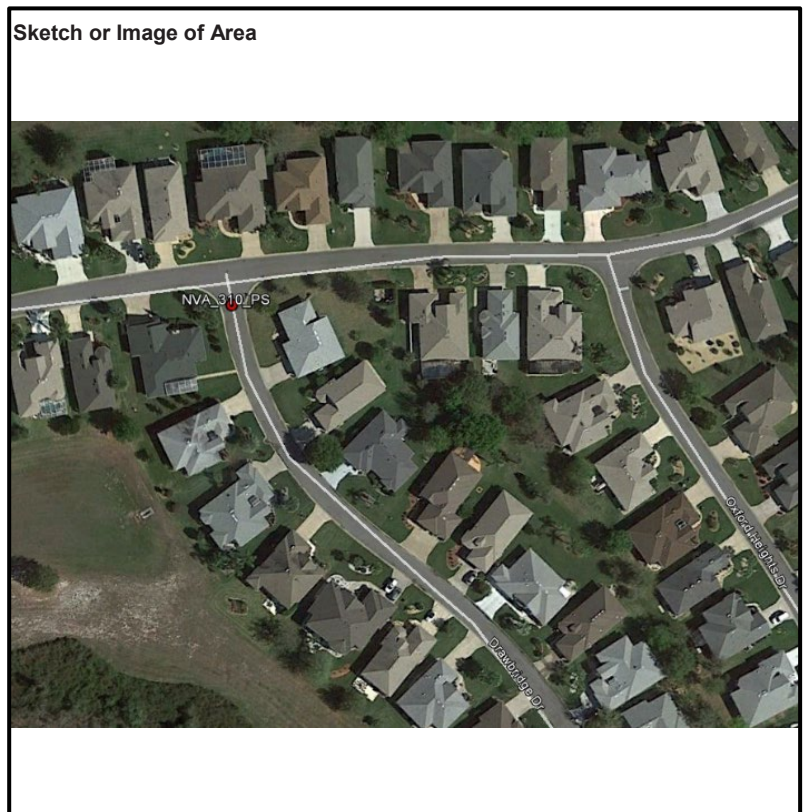 Sketch or Image of Area
NVA_310_PS
Oxford Heights Dr
Drawbridge Dr